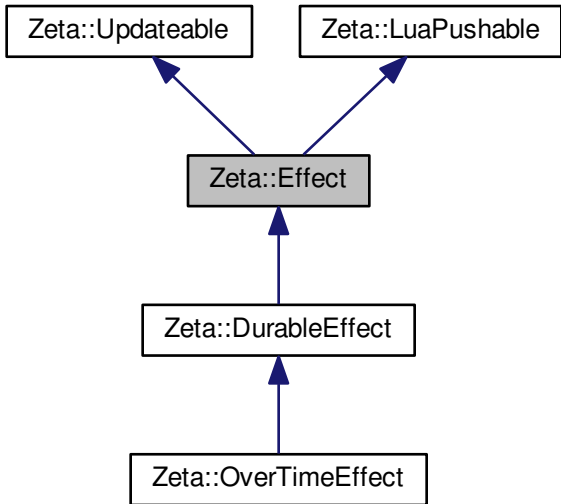 Zeta::Updateable
Zeta::LuaPushable
Zeta::Effect
Zeta::DurableEffect
Zeta::OverTimeEffect